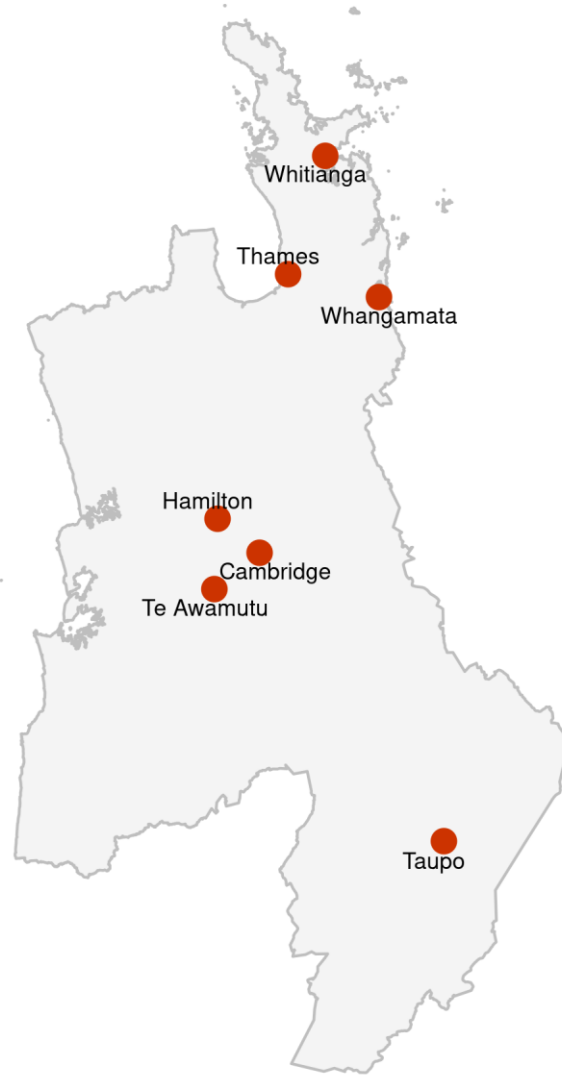 Whitianga
Thames
Whangamata
Hamilton
Cambridge
Te Awamutu
Taupo